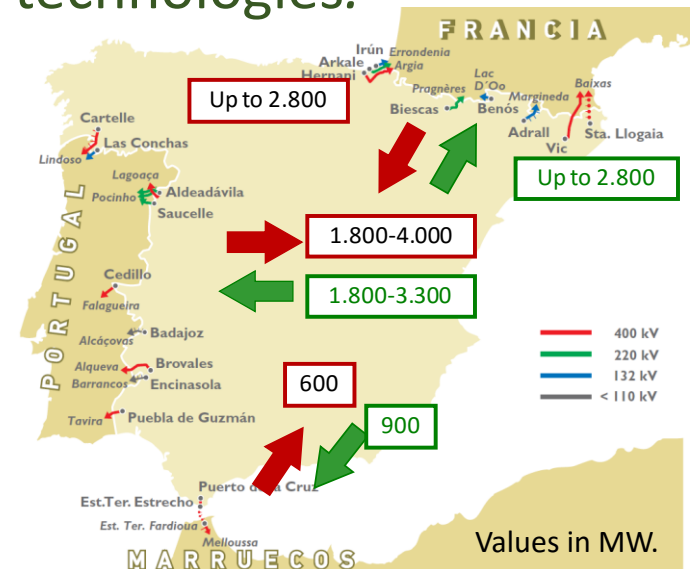 technologies.
FRANCIA
Irún Errondenia
Arkale
Argia
Hernani
Lac
D´Oo
Baixas
Pragnères
Margineda
Biescas
Benós
Adrall
Sta. Llogaia
Vic
Up to 2.800
Up to 2.800
Cartelle
Las Conchas
Lindoso
Lagoaça
Aldeadávila
Pocinho
Saucelle
PORTUGAL
1.800-4.000
1.800-3.300
Cedillo
Falagueira
Badajoz
Alcáçovas
Brovales
Alqueva
Barrancos
Encinasola
Puebla de Guzmán
Tavira
400 kV
220 kV
132 kV
< 110 kV
600
900
Puerto de la Cruz
Est.Ter. Estrecho
Est. Ter. Fardioua
Melloussa
MARRUECOS
Values in MW.